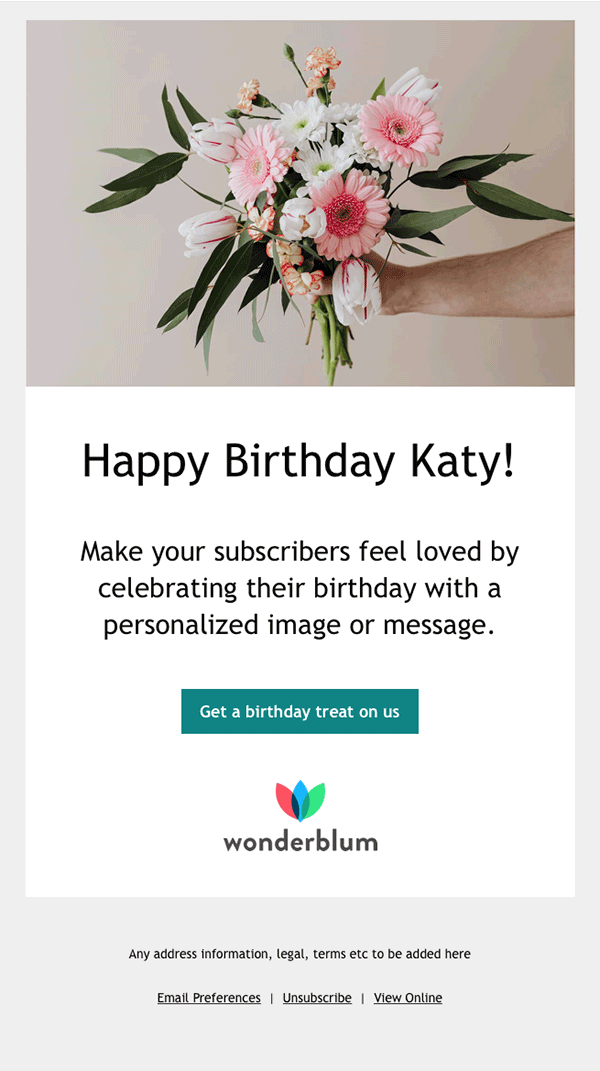 Happy Birthday Katy!
Make your subscribers feel loved by
celebrating their birthday with a
personalized image or message.
Get a birthday treat on us
wonderblum
Any address information, legal, terms etc to be added here
Email Preferences | Unsubscribe | View Online